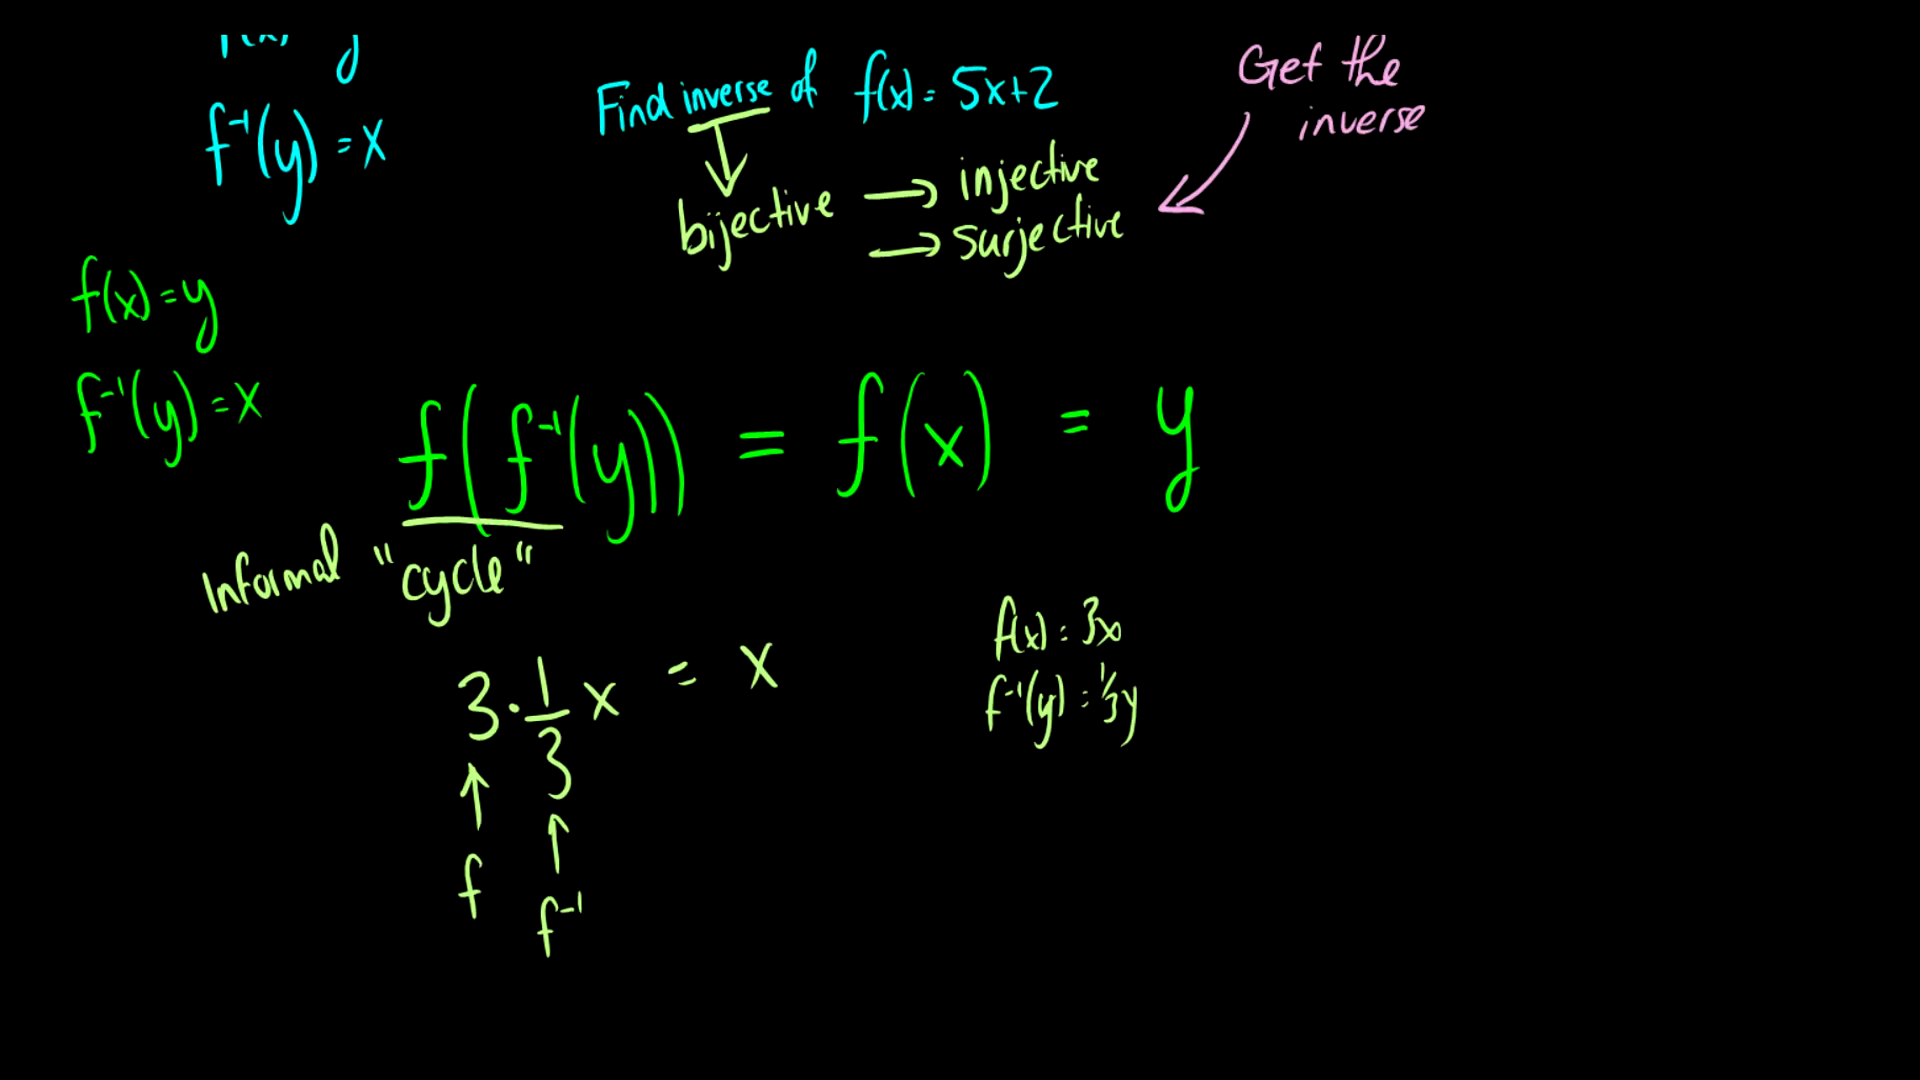 f(x) y
f⁻¹(y) = x
Find inverse of f(x) = 5x+2
Get the
inverse
bijective → injective
→ surjective
f(x) = y
f⁻¹(y) = x
f(f⁻¹(y)) = f(x) = y
Informal "cycle"
3 · 1/3 x = x
f
f⁻¹
f(x) = 3x
f⁻¹(y) = 1/3 y